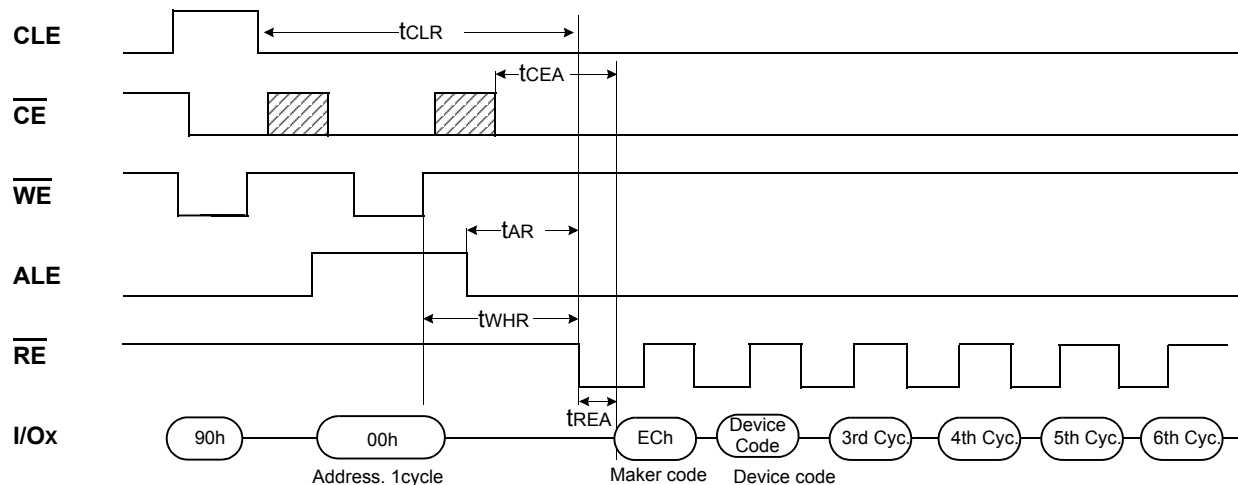 CLE
tCLR
tCEA
CE
WE
tAR
ALE
tWHR
RE
tREA
I/Ox
90h
00h
ECh
Device
Code
3rd Cyc.
4th Cyc.
5th Cyc.
6th Cyc.
Address. 1cycle
Maker code
Device code